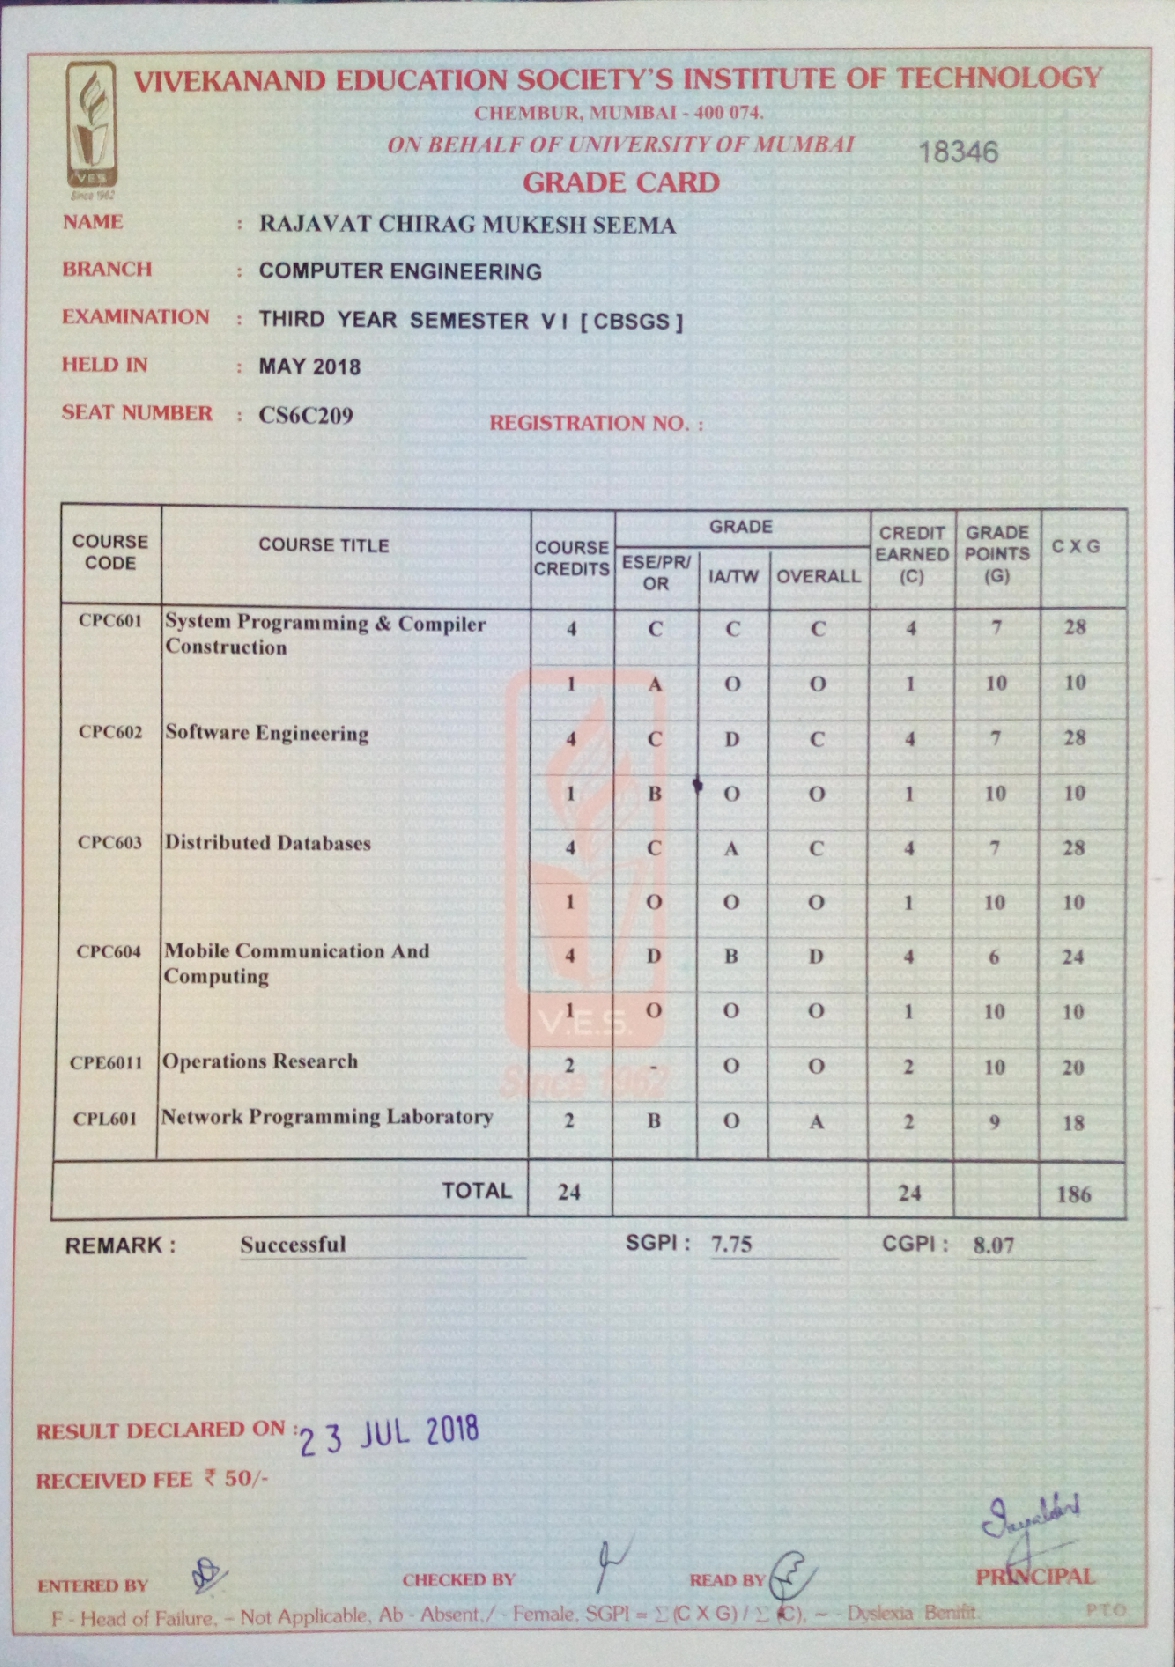 VIVEKANAND EDUCATION SOCIETY'S INSTITUTE OF TECHNOLOGY
CHEMBUR, MUMBAI - 400 074.
ON BEHALF OF UNIVERSITY OF MUMBAI
18346
GRADE CARD
V.E.S.
Since 1962
NAME : RAJAVAT CHIRAG MUKESH SEEMA
BRANCH : COMPUTER ENGINEERING
EXAMINATION : THIRD YEAR SEMESTER V I [ CBSGS ]
HELD IN : MAY 2018
SEAT NUMBER : CS6C209
REGISTRATION NO. :
COURSE CODE COURSE TITLE COURSE CREDITS GRADE CREDIT EARNED (C) GRADE POINTS (G) C X G
ESE/PR/ OR IA/TW OVERALL
CPC601 System Programming & Compiler Construction 4 C C C 4 7 28
1 A O O 1 10 10
CPC602 Software Engineering 4 C D C 4 7 28
1 B O O 1 10 10
CPC603 Distributed Databases 4 C A C 4 7 28
1 O O O 1 10 10
CPC604 Mobile Communication And Computing 4 D B D 4 6 24
1 O O O 1 10 10
CPE6011 Operations Research 2 - O O 2 10 20
CPL601 Network Programming Laboratory 2 B O A 2 9 18
V.E.S.
Since 1962
TOTAL 24 24 186
REMARK : Successful SGPI : 7.75 CGPI : 8.07
RESULT DECLARED ON : 23 JUL 2018
RECEIVED FEE ₹ 50/-
ENTERED BY CHECKED BY READ BY PRINCIPAL
F - Head of Failure, – Not Applicable, Ab - Absent, / - Female, SGPI = Σ (C X G) / Σ (C), ~ - Dyslexia Benifit.
PTO